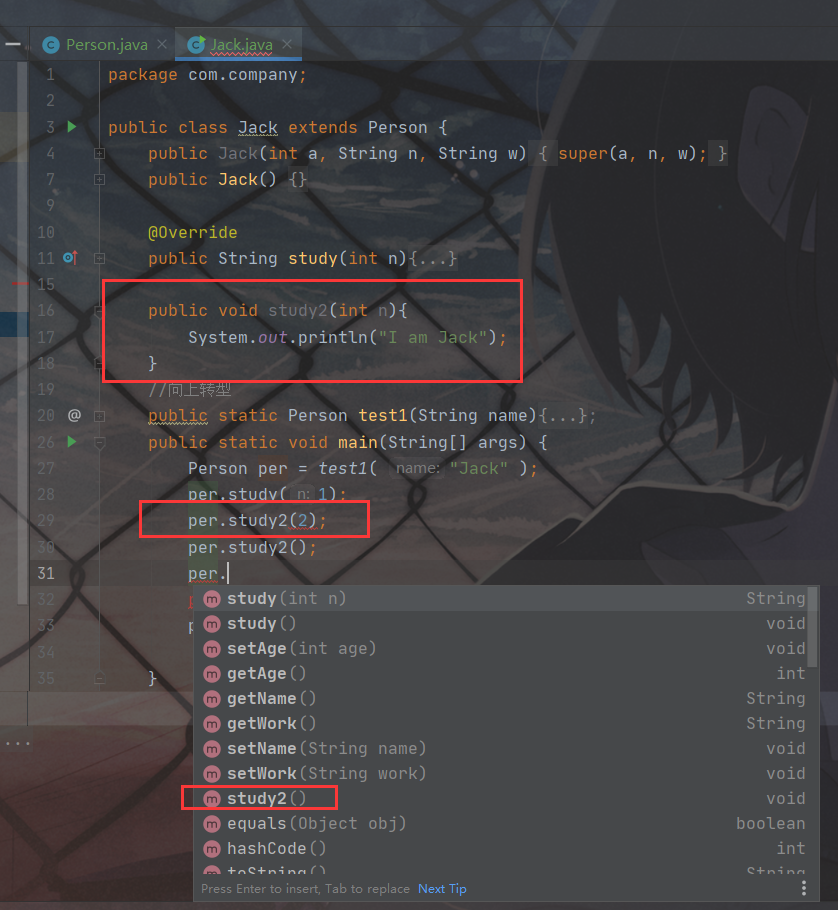 Person.java Jack.java
1 package com.company;
2
3 public class Jack extends Person {
4 public Jack(int a, String n, String w) { super(a, n, w); }
7 public Jack() {}
9
10 @Override
11 public String study(int n){...}
15
16 public void study2(int n){
17 System.out.println("I am Jack");
18 }
19 //向上转型
20 @ public static Person test1(String name){...};
26 public static void main(String[] args) {
27 Person per = test1( name: "Jack" );
28 per.study( n: 1);
29 per.study2(2);
30 per.study2();
31 per.
32
33
35 }
study(int n) String
study() void
setAge(int age) void
getAge() int
getName() String
getWork() String
setName(String name) void
setWork(String work) void
study2() void
equals(Object obj) boolean
hashCode() int
toString() String
Press Enter to insert, Tab to replace Next Tip